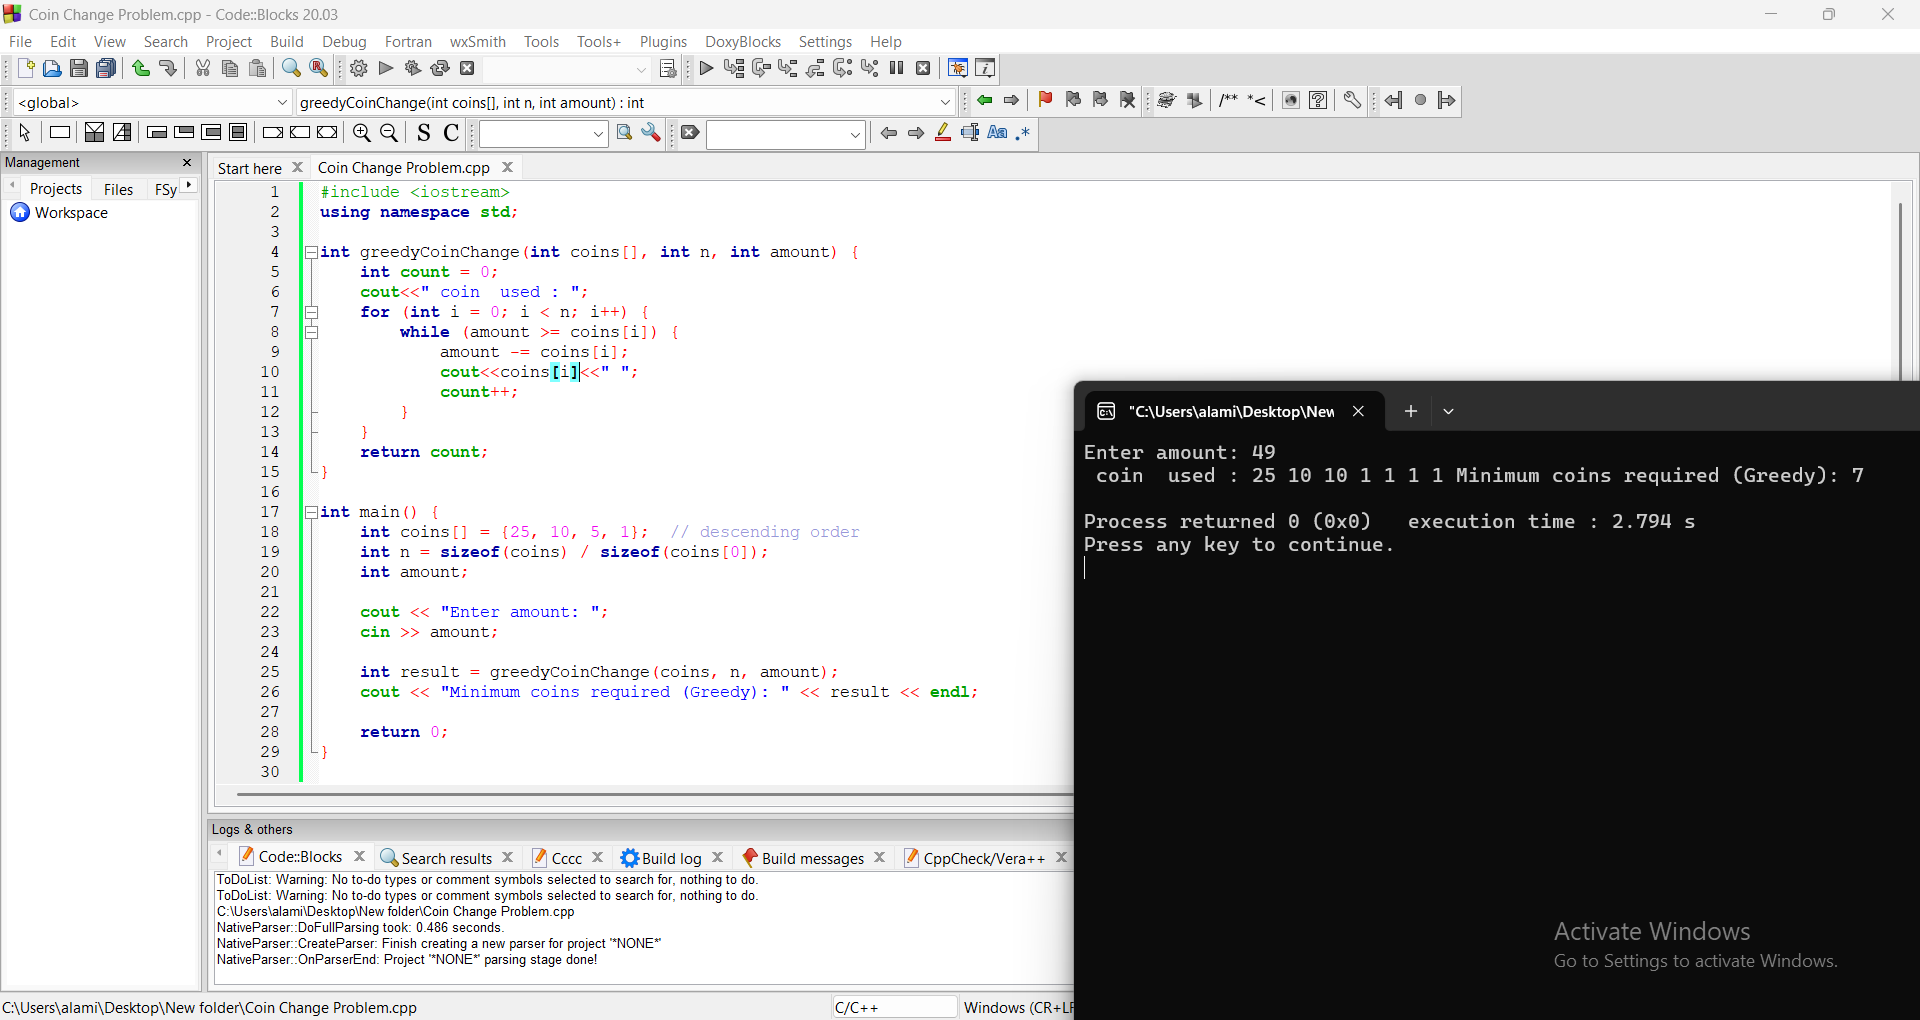 Coin Change Problem.cpp - Code::Blocks 20.03
File Edit View Search Project Build Debug Fortran wxSmith Tools Tools+ Plugins DoxyBlocks Settings Help
<global> greedyCoinChange(int coins[], int n, int amount) : int
Management
Projects Files FSy
Workspace
Start here Coin Change Problem.cpp
1 #include <iostream>
2 using namespace std;
3
4 int greedyCoinChange(int coins[], int n, int amount) {
5 int count = 0;
6 cout<<" coin  used : ";
7 for (int i = 0; i < n; i++) {
8 while (amount >= coins[i]) {
9 amount -= coins[i];
10 cout<<coins[i]<<" ";
11 count++;
12 }
13 }
14 return count;
15 }
16
17 int main() {
18 int coins[] = {25, 10, 5, 1};  // descending order
19 int n = sizeof(coins) / sizeof(coins[0]);
20 int amount;
21
22 cout << "Enter amount: ";
23 cin >> amount;
24
25 int result = greedyCoinChange(coins, n, amount);
26 cout << "Minimum coins required (Greedy): " << result << endl;
27
28 return 0;
29 }
30
"C:\Users\alami\Desktop\New
Enter amount: 49
coin  used : 25 10 10 1 1 1 1 Minimum coins required (Greedy): 7
Process returned 0 (0x0)   execution time : 2.794 s
Press any key to continue.
Logs & others
Code::Blocks Search results Cccc Build log Build messages CppCheck/Vera++
ToDoList: Warning: No to-do types or comment symbols selected to search for, nothing to do.
ToDoList: Warning: No to-do types or comment symbols selected to search for, nothing to do.
C:\Users\alami\Desktop\New folder\Coin Change Problem.cpp
NativeParser::DoFullParsing took: 0.486 seconds.
NativeParser::CreateParser: Finish creating a new parser for project '*NONE*'
NativeParser::OnParserEnd: Project '*NONE*' parsing stage done!
Activate Windows
Go to Settings to activate Windows.
C:\Users\alami\Desktop\New folder\Coin Change Problem.cpp C/C++ Windows (CR+LF